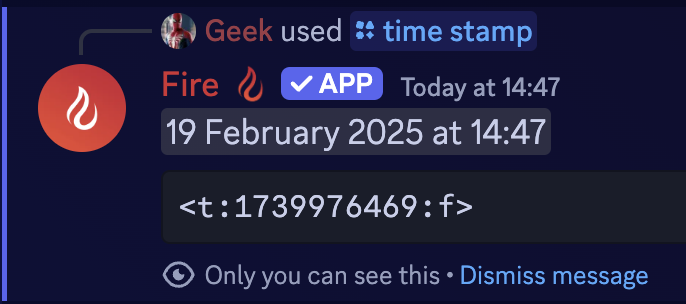 Geek used time stamp
Fire APP Today at 14:47
19 February 2025 at 14:47
<t:1739976469:f>
Only you can see this • Dismiss message